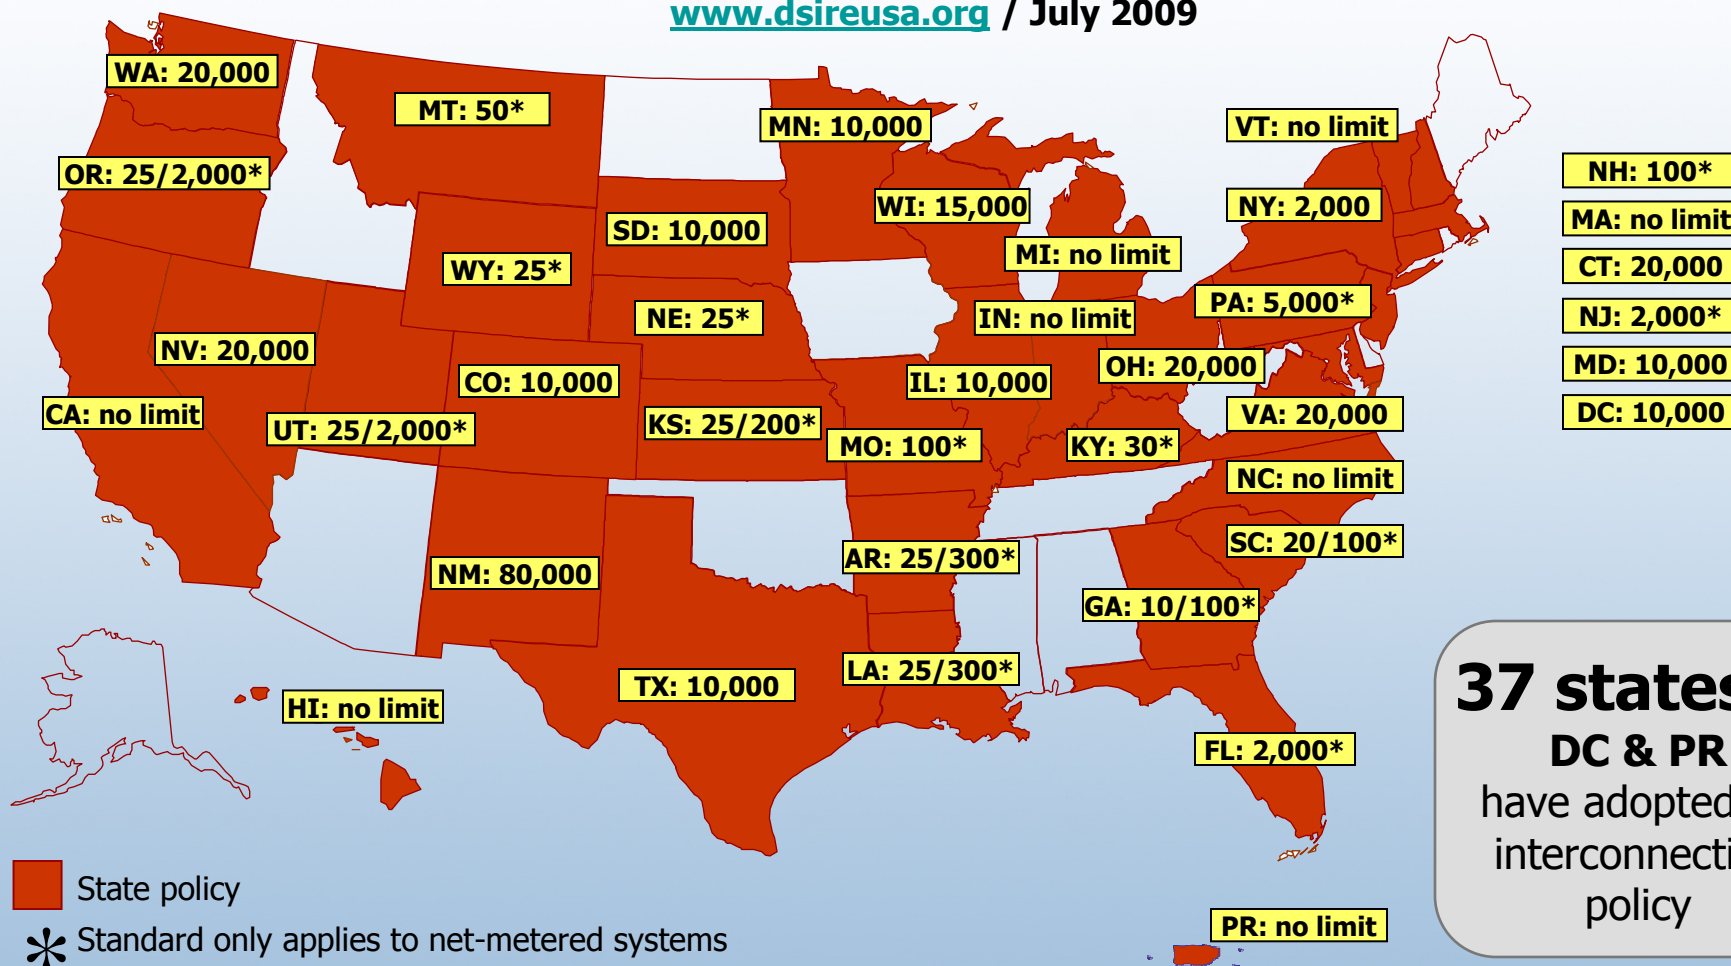 www.dsireusa.org / July 2009
WA: 20,000
MT: 50*
MN: 10,000
VT: no limit
OR: 25/2,000*
NH: 100*
WI: 15,000
NY: 2,000
MA: no limit
SD: 10,000
MI: no limit
WY: 25*
CT: 20,000
PA: 5,000*
NE: 25*
IN: no limit
NJ: 2,000*
NV: 20,000
OH: 20,000
MD: 10,000
CO: 10,000
IL: 10,000
CA: no limit
VA: 20,000
DC: 10,000
UT: 25/2,000*
KS: 25/200*
MO: 100*
KY: 30*
NC: no limit
SC: 20/100*
AR: 25/300*
NM: 80,000
GA: 10/100*
LA: 25/300*
TX: 10,000
HI: no limit
FL: 2,000*
37 states
DC & PR
have adopted
interconnecti
policy
State policy
* Standard only applies to net-metered systems
PR: no limit